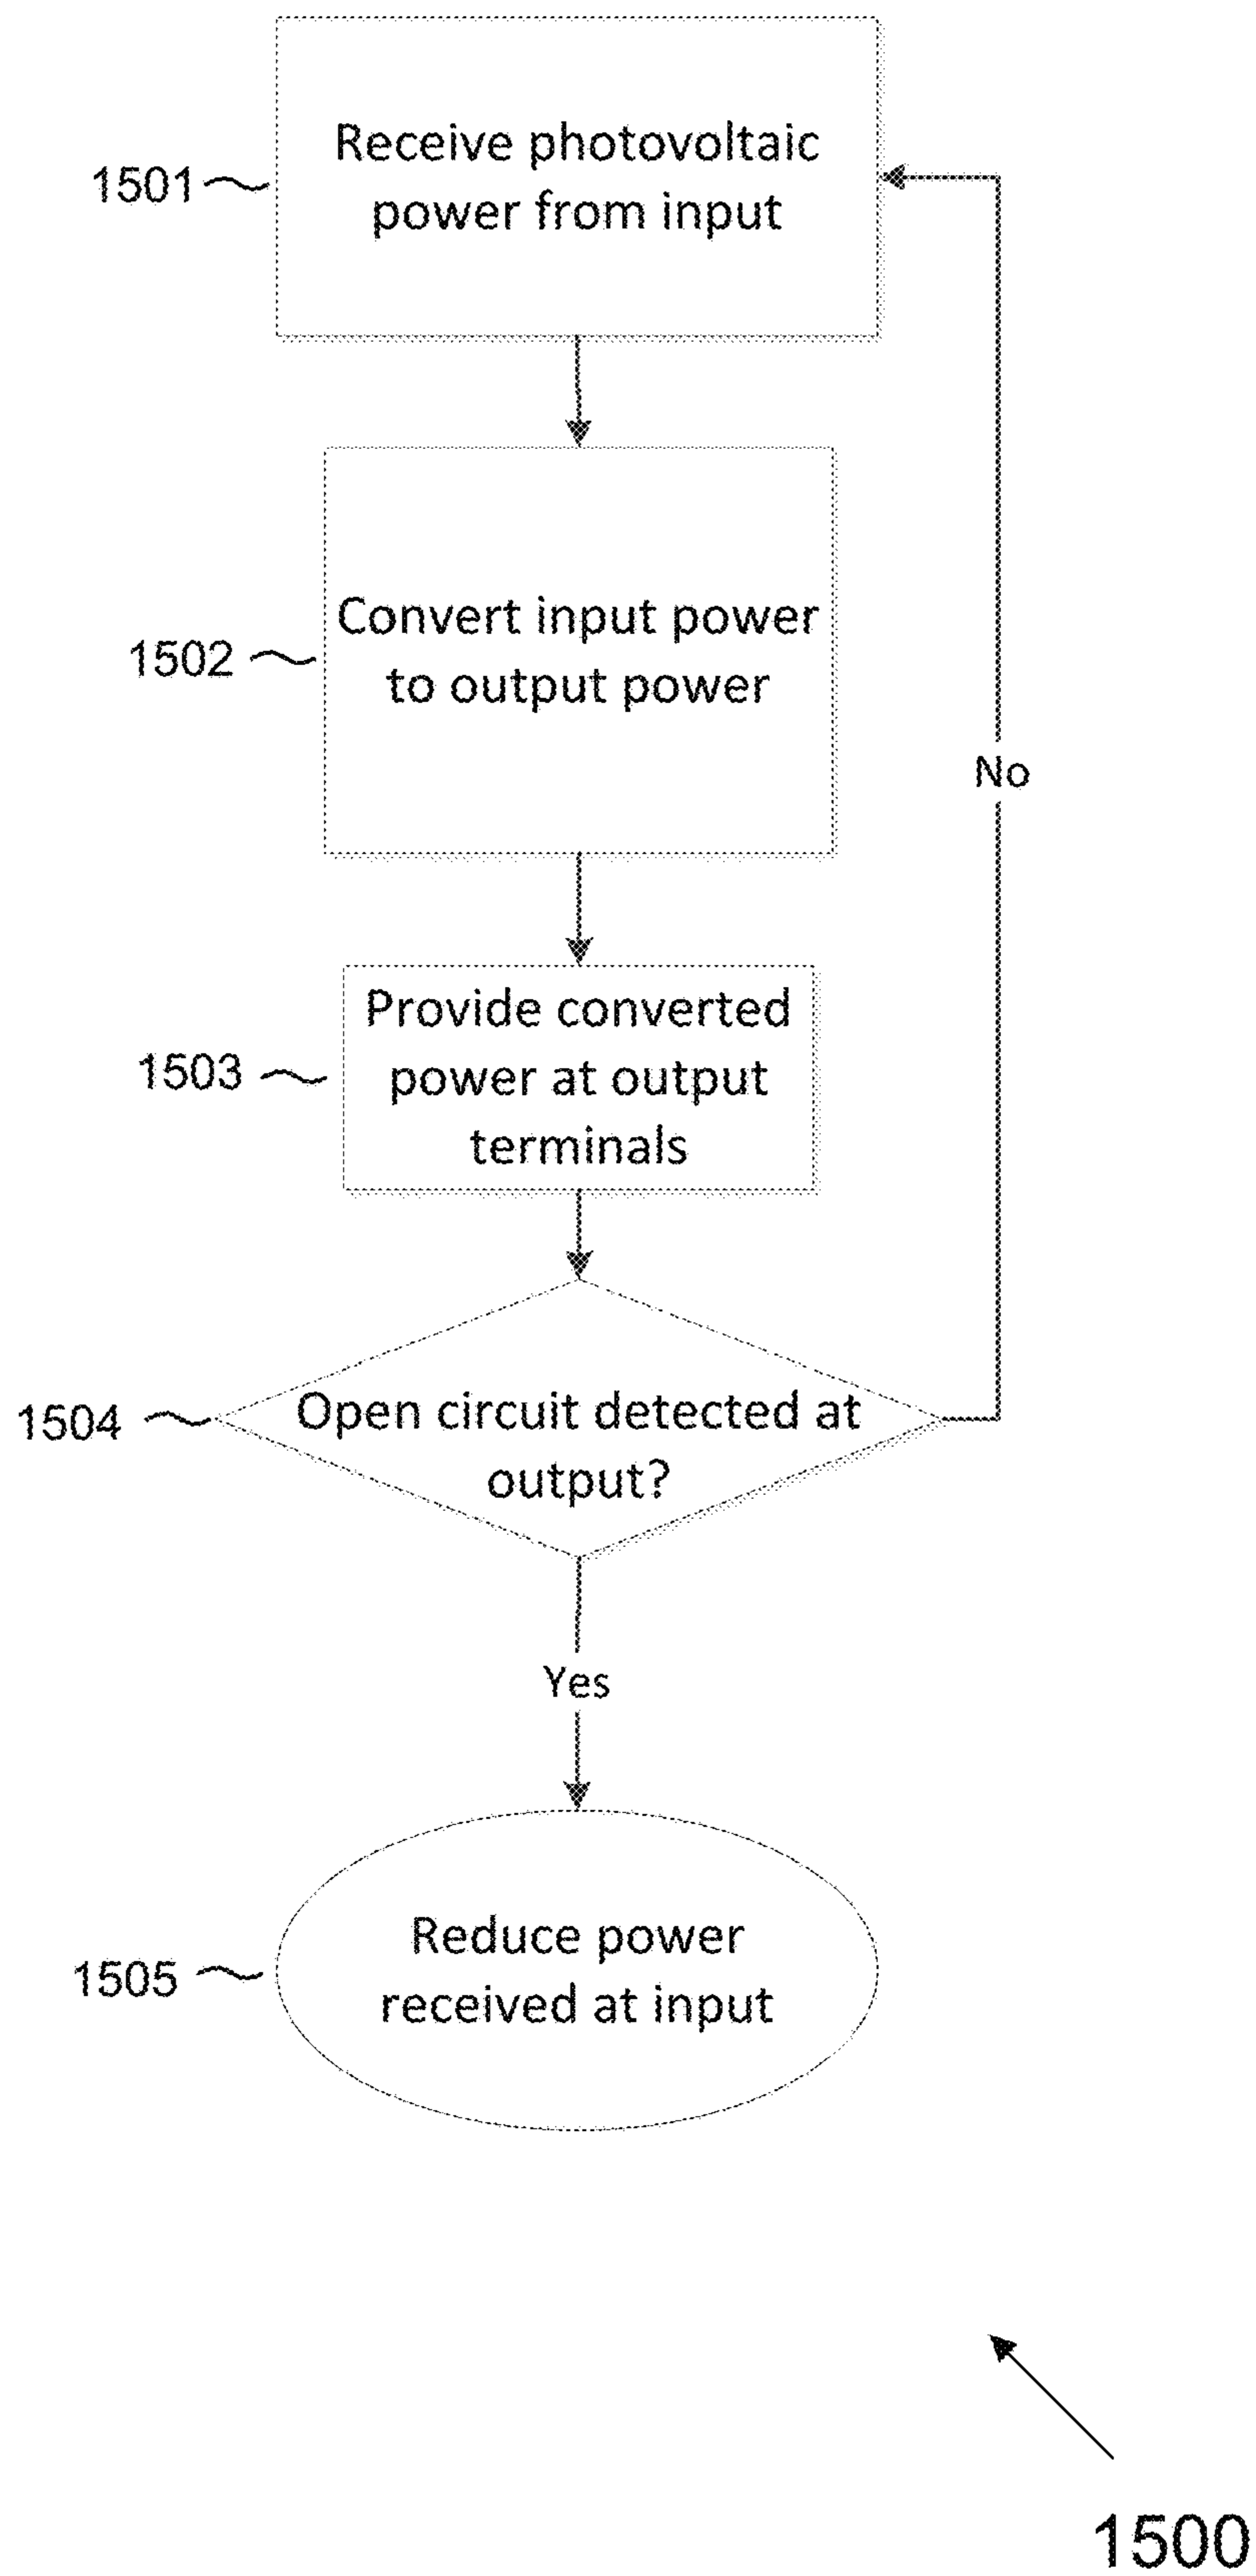 Receive photovoltaic
power from input
1501
Convert input power
to output power
1502
No
Provide converted
power at output
terminals
1503
Open circuit detected at
output?
1504
Yes
Reduce power
received at input
1505
1500